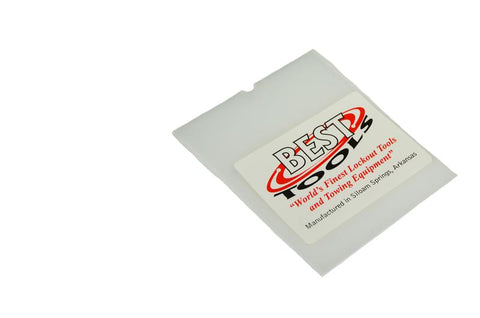 BEST
TOOLS
"World's Finest Lockout Tools
and Towing Equipment"
Manufactured in Siloam Springs, Arkansas